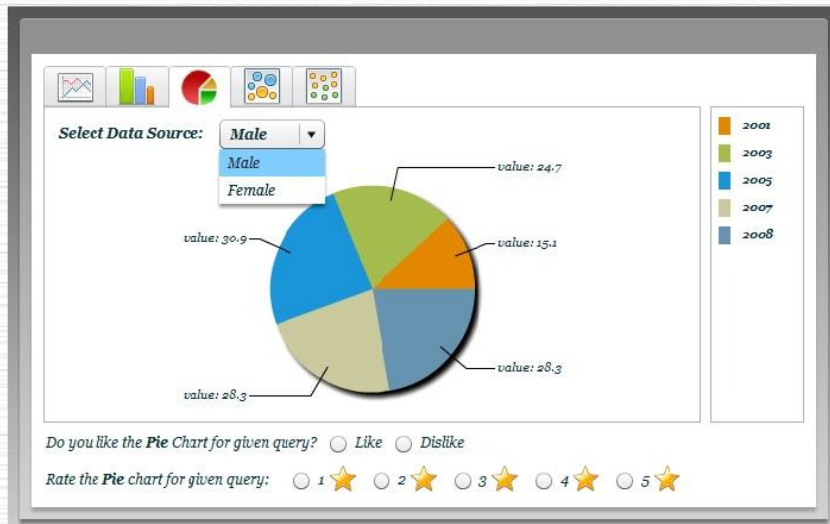 Select Data Source: Male
Male
Female
value: 24.7
value: 30.9
value: 15.1
value: 28.3
value: 28.3
2001
2003
2005
2007
2008
Do you like the Pie Chart for given query? Like Dislike
Rate the Pie chart for given query: 1 2 3 4 5